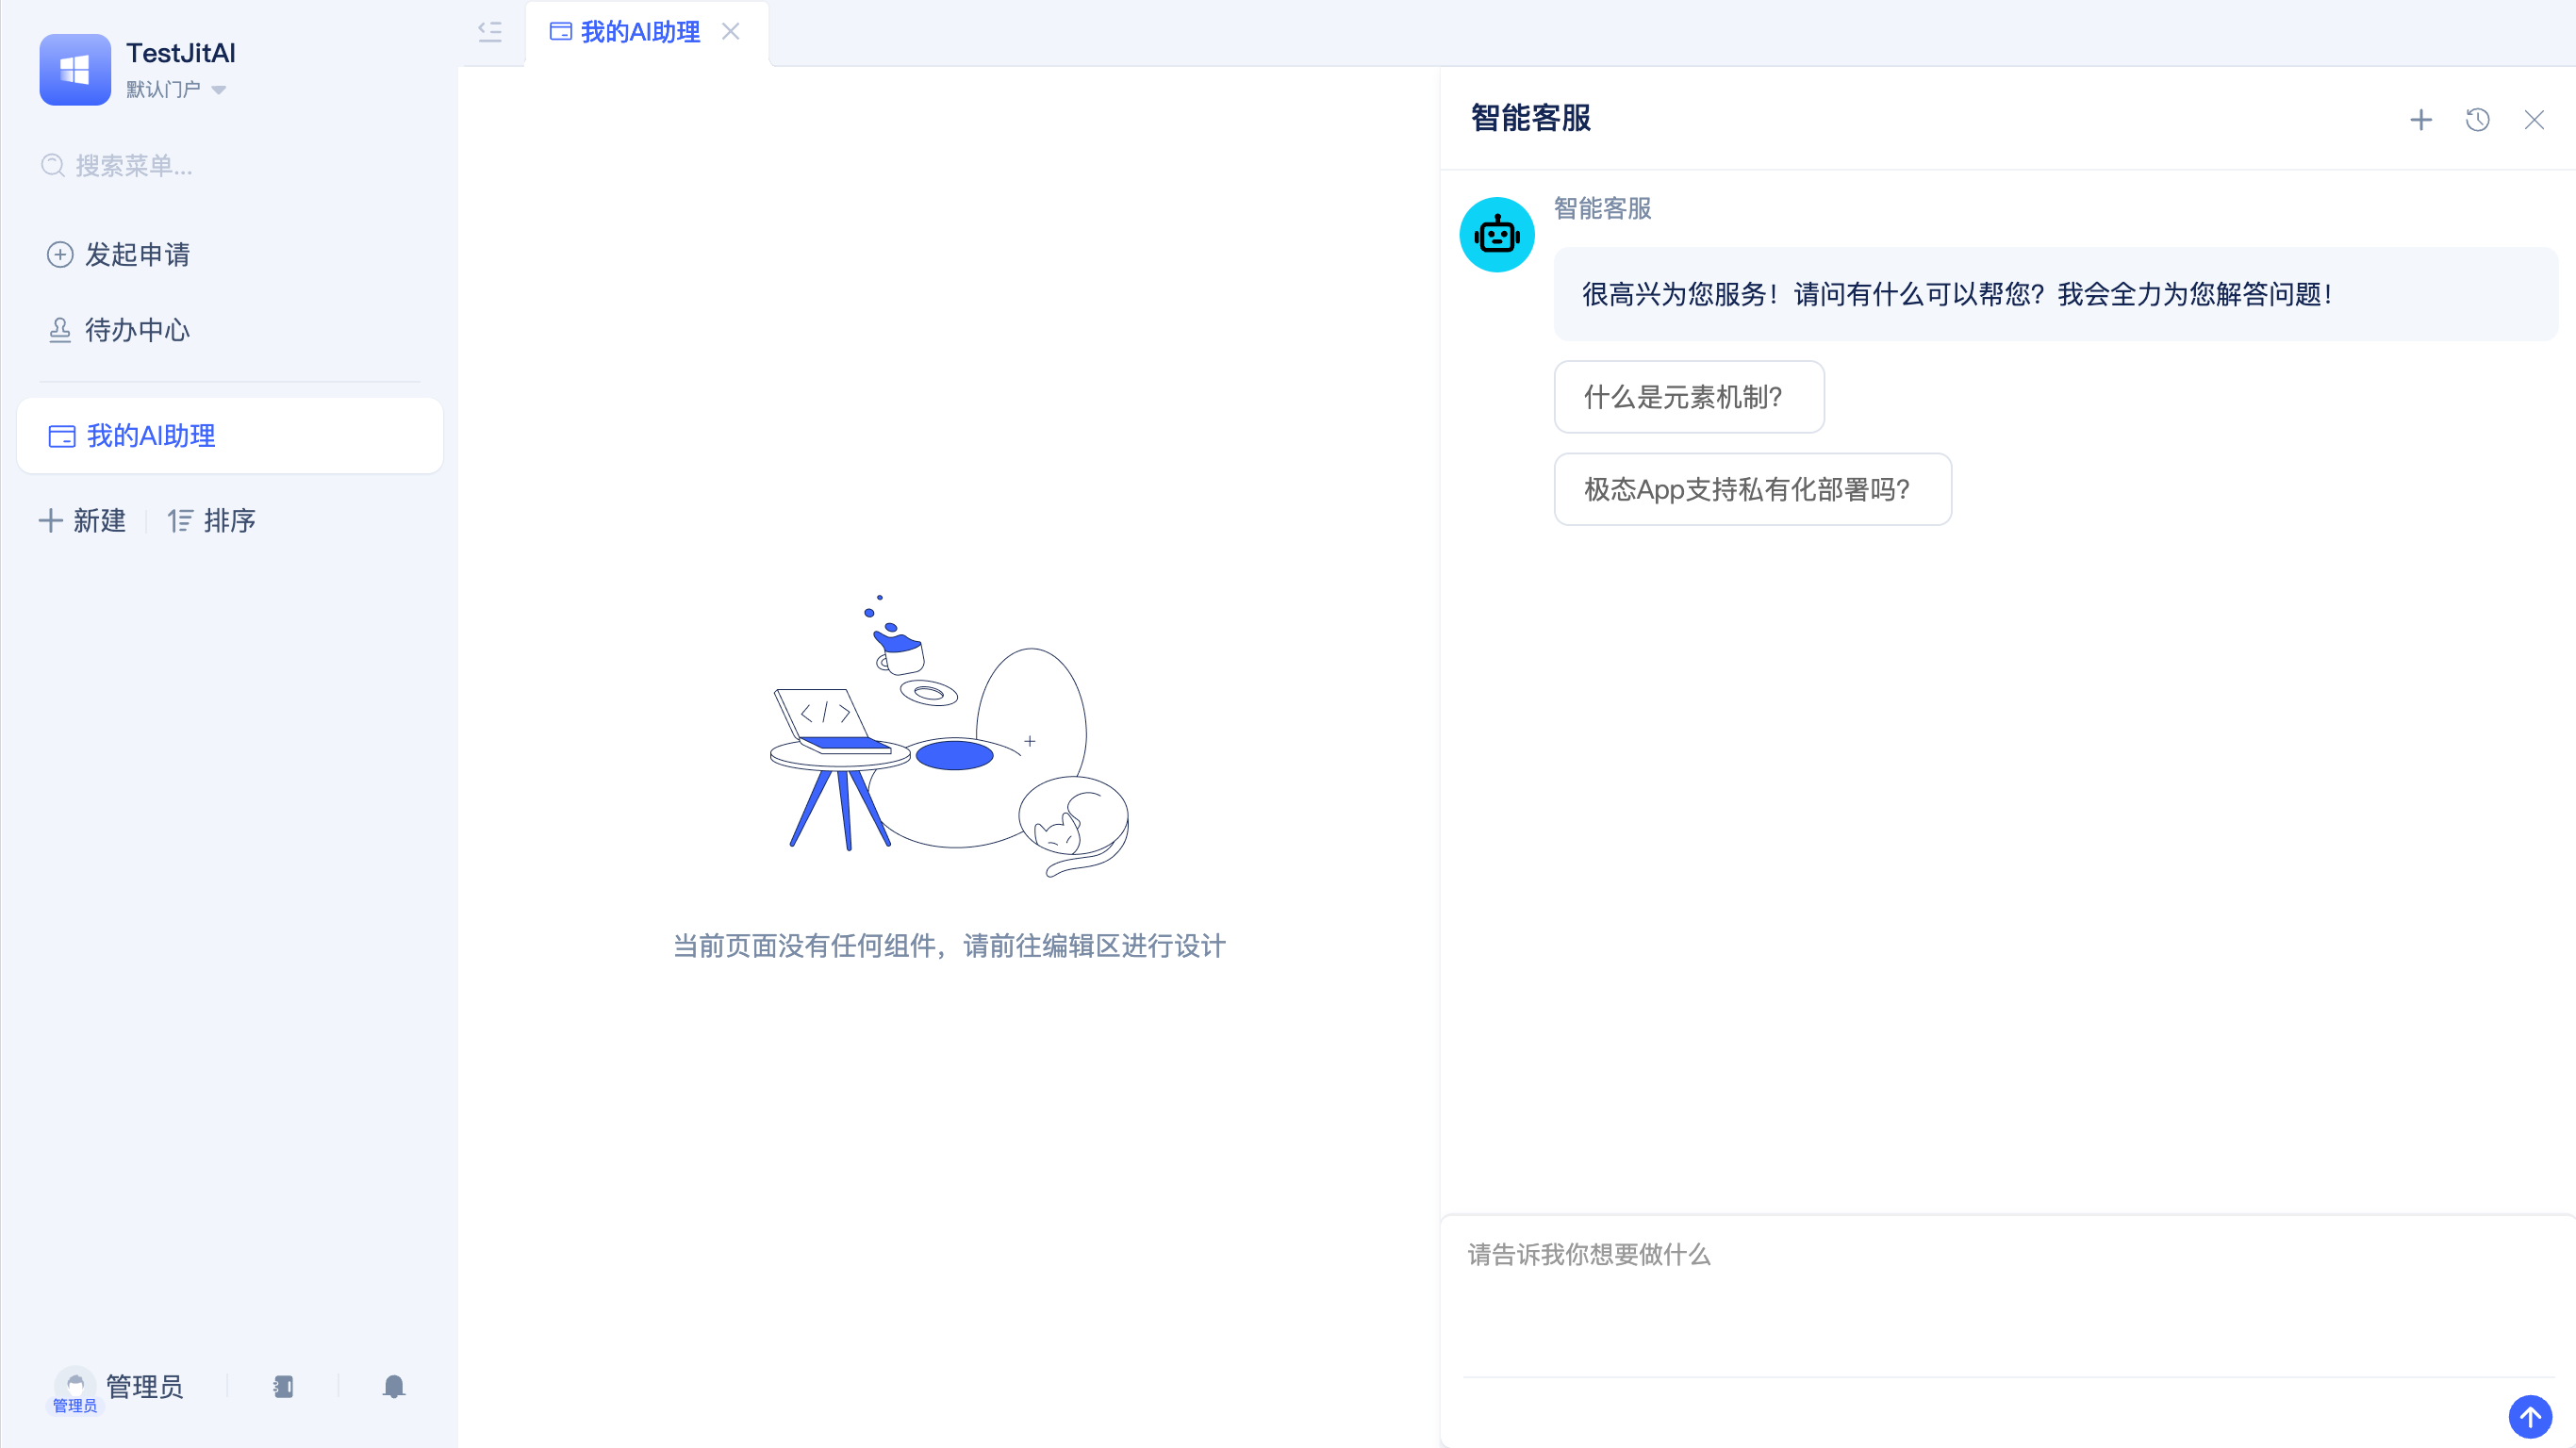 TestJitAI
默认门户
搜索菜单...
发起申请
待办中心
我的AI助理
新建
排序
管理员
管理员
我的AI助理
</>
当前页面没有任何组件，请前往编辑区进行设计
智能客服
智能客服
很高兴为您服务！请问有什么可以帮您？我会全力为您解答问题！
什么是元素机制？
极态App支持私有化部署吗？
请告诉我你想要做什么